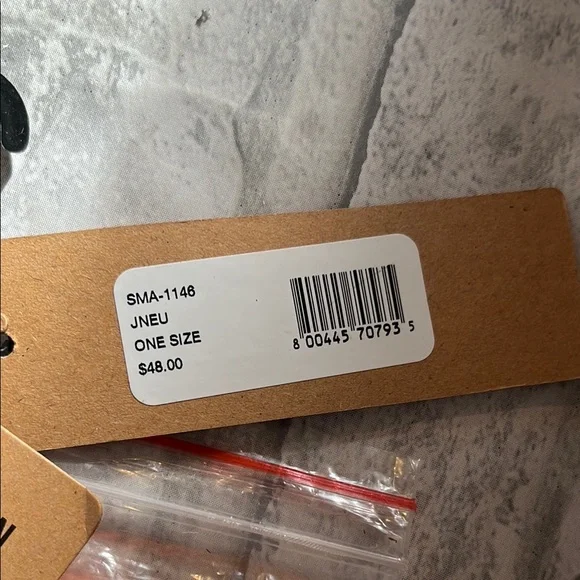 SMA-1146
JNEU
ONE SIZE
$48.00
8 00445 70793 5